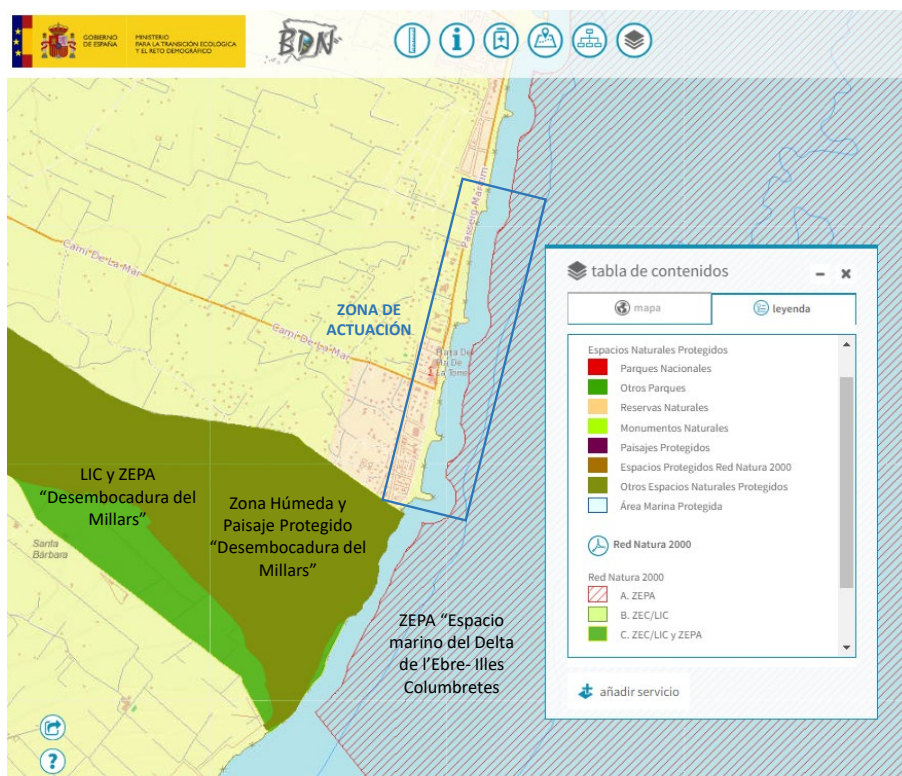 GOBIERNO
DE ESPAÑA
MINISTERIO
PARA LA TRANSICIÓN ECOLÓGICA
Y EL RETO DEMOGRÁFICO
BDN
Passeig Marítim
Camí De La Mar
Camí De La Mar
ZONA DE
ACTUACIÓN
De La
La Torre
LIC y ZEPA
“Desembocadura del
Millars”
Zona Húmeda y
Paisaje Protegido
“Desembocadura del
Millars”
Santa
Bàrbara
ZEPA “Espacio
marino del Delta
de l’Ebre- Illes
Columbretes
tabla de contenidos
mapa
leyenda
Espacios Naturales Protegidos
Parques Nacionales
Otros Parques
Reservas Naturales
Monumentos Naturales
Paisajes Protegidos
Espacios Protegidos Red Natura 2000
Otros Espacios Naturales Protegidos
Área Marina Protegida
Red Natura 2000
Red Natura 2000
A. ZEPA
B. ZEC/LIC
C. ZEC/LIC y ZEPA
añadir servicio
?